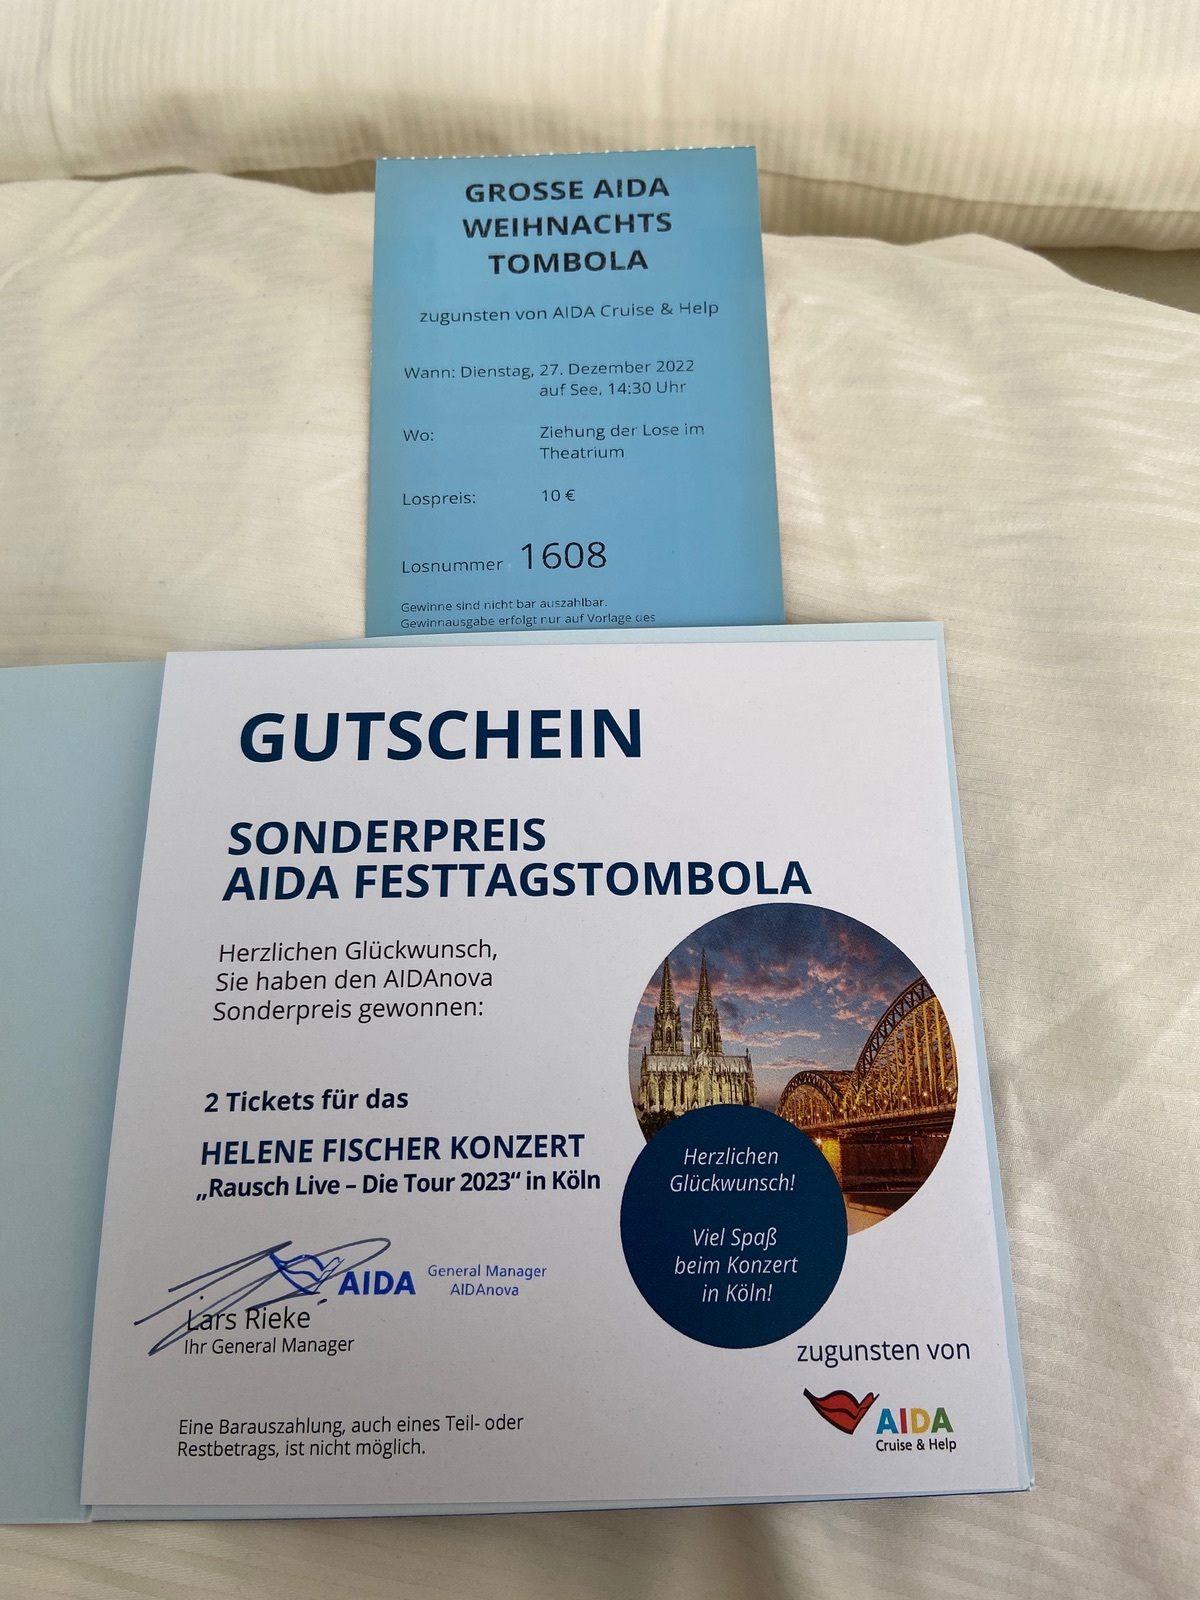 GROSSE AIDA
WEIHNACHTS
TOMBOLA
zugunsten von AIDA Cruise & Help
Wann: Dienstag, 27. Dezember 2022
auf See, 14:30 Uhr
Wo: Ziehung der Lose im
Theatrium
Lospreis: 10 €
Losnummer 1608
Gewinne sind nicht bar auszahlbar.
Gewinnausgabe erfolgt nur auf Vorlage des
GUTSCHEIN
SONDERPREIS
AIDA FESTTAGSTOMBOLA
Herzlichen Glückwunsch,
Sie haben den AIDAnova
Sonderpreis gewonnen:
2 Tickets für das
HELENE FISCHER KONZERT
„Rausch Live – Die Tour 2023“ in Köln
Herzlichen
Glückwunsch!
Viel Spaß
beim Konzert
in Köln!
AIDA General Manager
AIDAnova
Lars Rieke
Ihr General Manager
zugunsten von
AIDA
Cruise & Help
Eine Barauszahlung, auch eines Teil- oder
Restbetrags, ist nicht möglich.